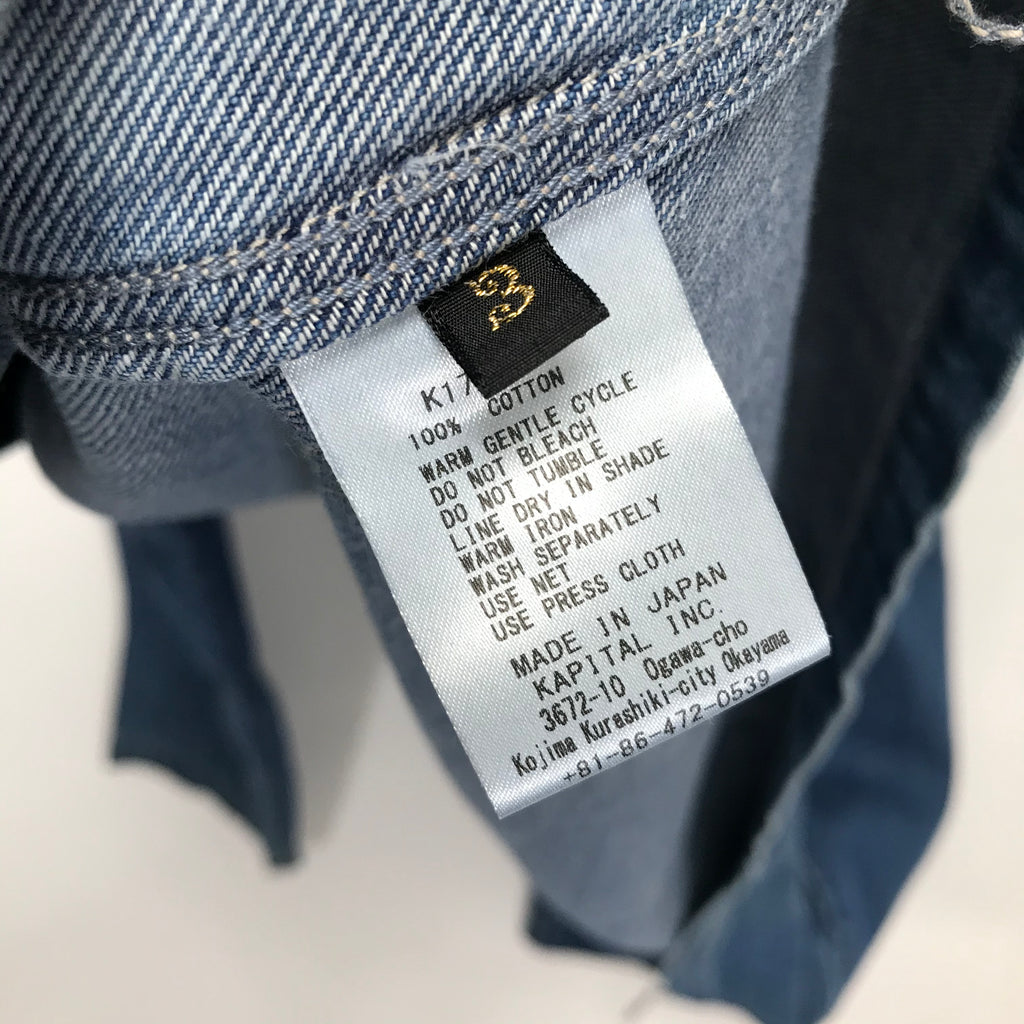 3
K17
100% COTTON
WARM GENTLE CYCLE
DO NOT BLEACH
DO NOT TUMBLE
LINE DRY IN SHADE
WARM IRON
WASH SEPARATELY
USE NET
USE PRESS CLOTH
MADE IN JAPAN
KAPITAL INC.
3672-10 Ogawa-cho
Kojima Kurashiki-city Okayama
+81-86-472-0539